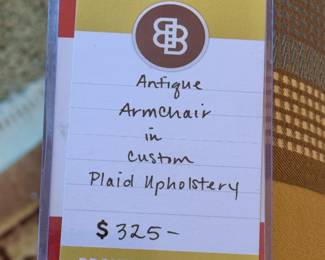 Antique
Armchair
in
Custom
Plaid Upholstery
$325-